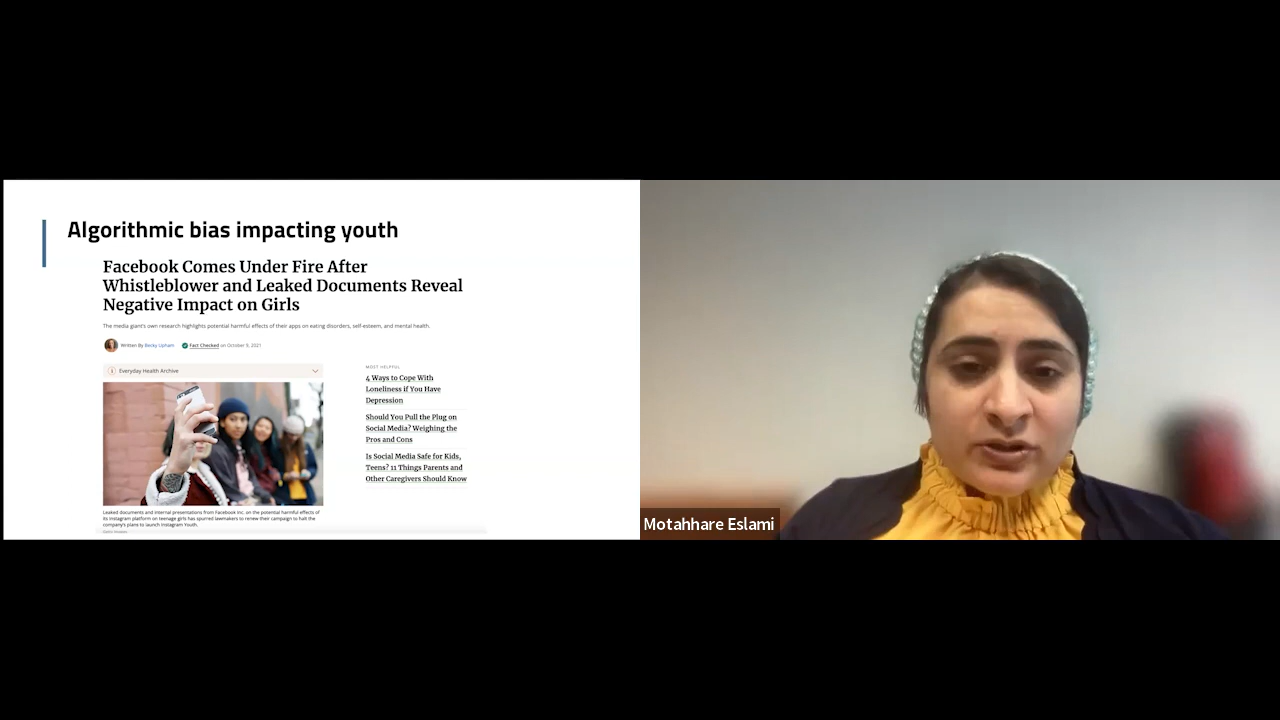 Algorithmic bias impacting youth
Facebook Comes Under Fire After
Whistleblower and Leaked Documents Reveal
Negative Impact on Girls
The media giant's own research highlights potential harmful effects of their apps on eating disorders, self-esteem, and mental health.
Written By Becky Upham
Fact Checked on October 9, 2021
Everyday Health Archive
Leaked documents and internal presentations from Facebook Inc. on the potential harmful effects of
its Instagram platform on teenage girls has spurred lawmakers to renew their campaign to halt the
company's plans to launch Instagram Youth.
Getty Images
MOST HELPFUL
4 Ways to Cope With
Loneliness if You Have
Depression
Should You Pull the Plug on
Social Media? Weighing the
Pros and Cons
Is Social Media Safe for Kids,
Teens? 11 Things Parents and
Other Caregivers Should Know
Motahhare Eslami